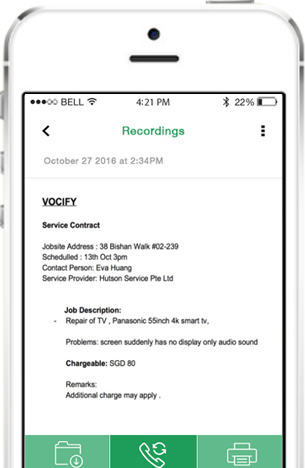 BELL 4:21 PM 22%
Recordings
October 27 2016 at 2:34PM
VOCIFY
Service Contract
Jobsite Address : 38 Bishan Walk #02-239
Schedulled : 13th Oct 3pm
Contact Person: Eva Huang
Service Provider: Hutson Service Pte Ltd
Job Description:
- Repair of TV , Panasonic 55inch 4k smart tv,
Problems: screen suddenly has no display only audio sound
Chargeable: SGD 80
Remarks:
Additional charge may apply .